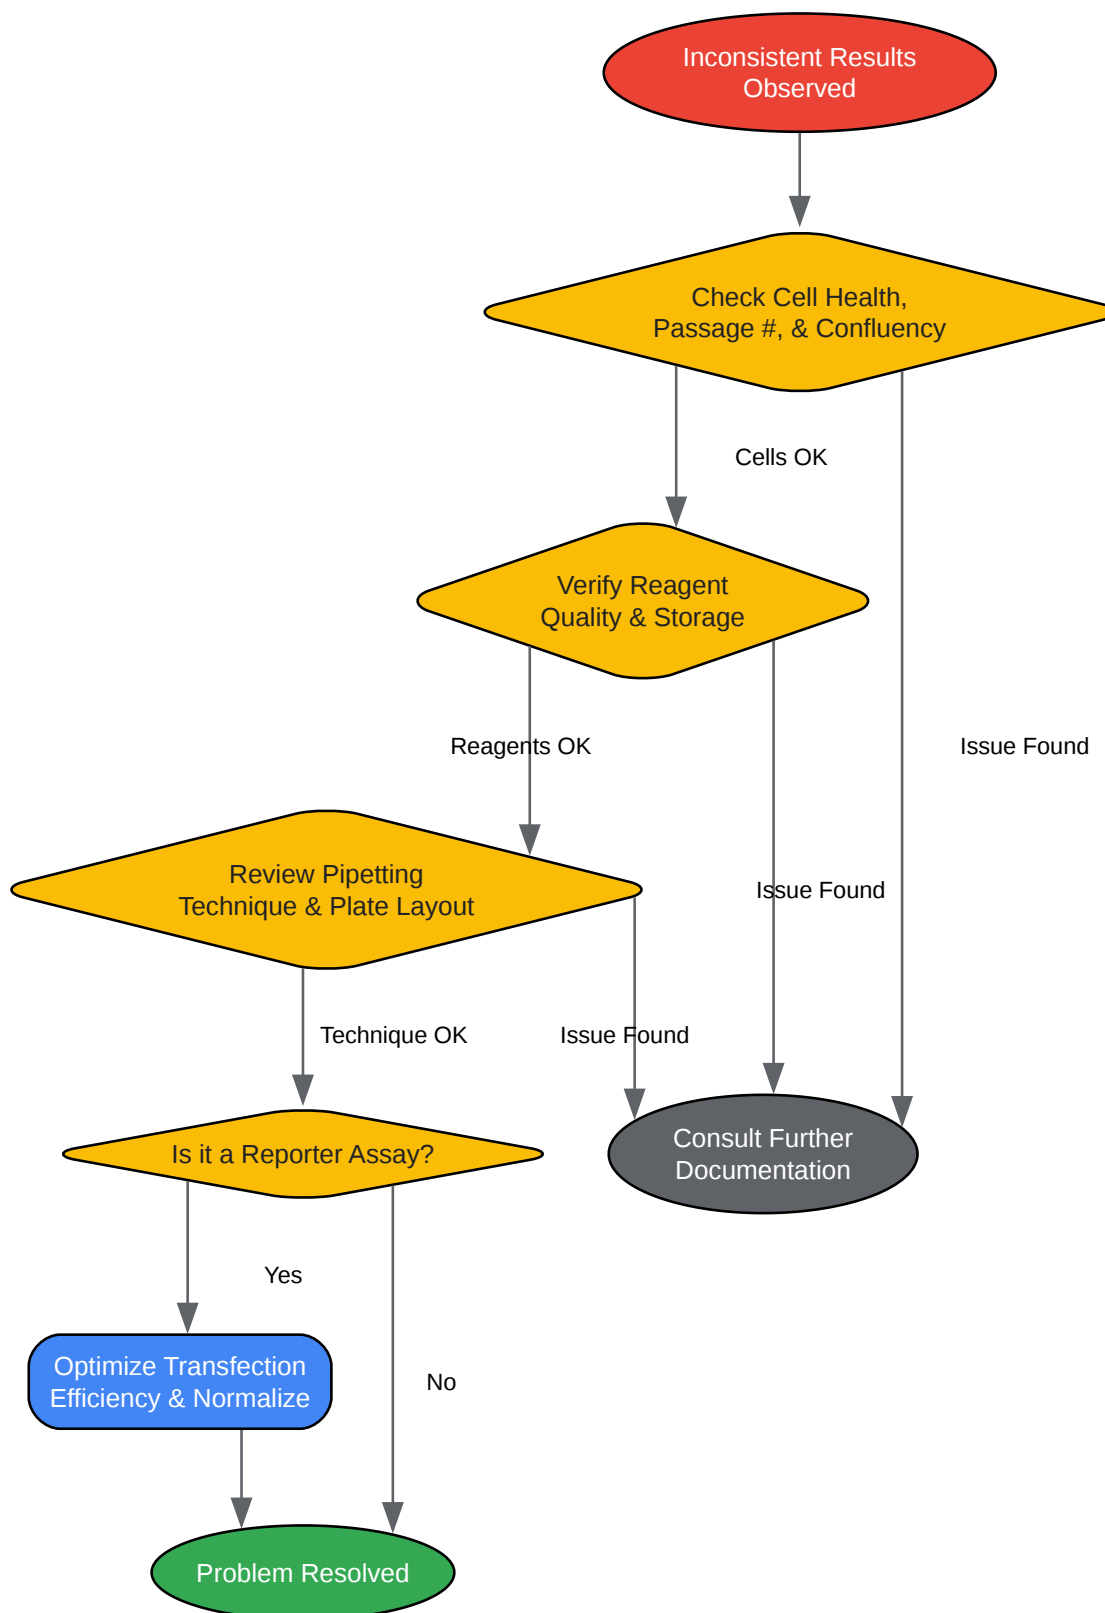 Inconsistent Results
Observed
Check Cell Health,
Passage #, & Confluency
Cells OK
Verify Reagent
Quality & Storage
Reagents OK
Issue Found
Review Pipetting
Technique & Plate Layout
Issue Found
Technique OK
Issue Found
Is it a Reporter Assay?
Consult Further
Documentation
Yes
Optimize Transfection
Efficiency & Normalize
No
Problem Resolved